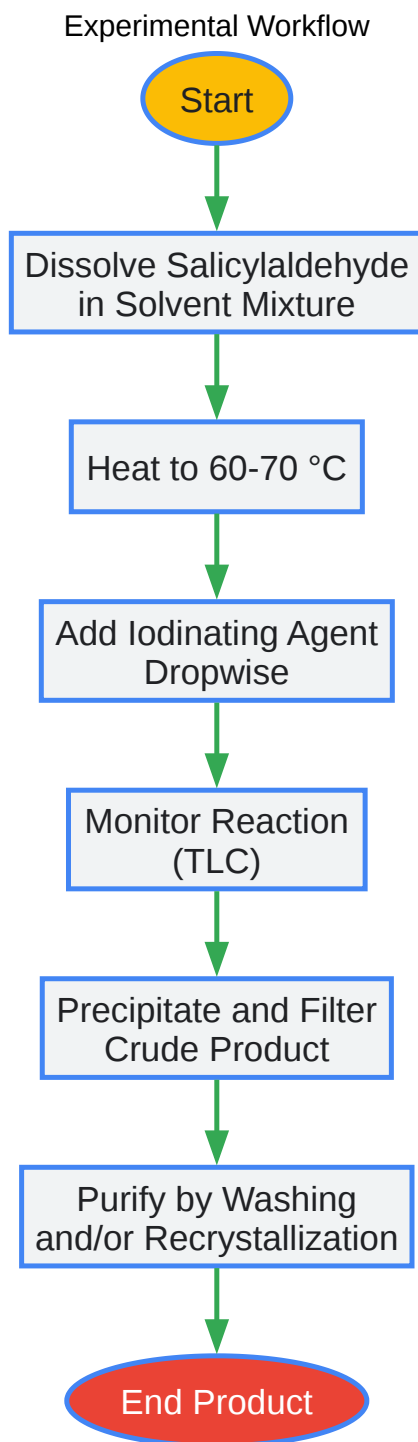 Experimental Workflow
Start
Dissolve Salicylaldehyde
in Solvent Mixture
Heat to 60-70 °C
Add Iodinating Agent
Dropwise
Monitor Reaction
(TLC)
Precipitate and Filter
Crude Product
Purify by Washing
and/or Recrystallization
End Product